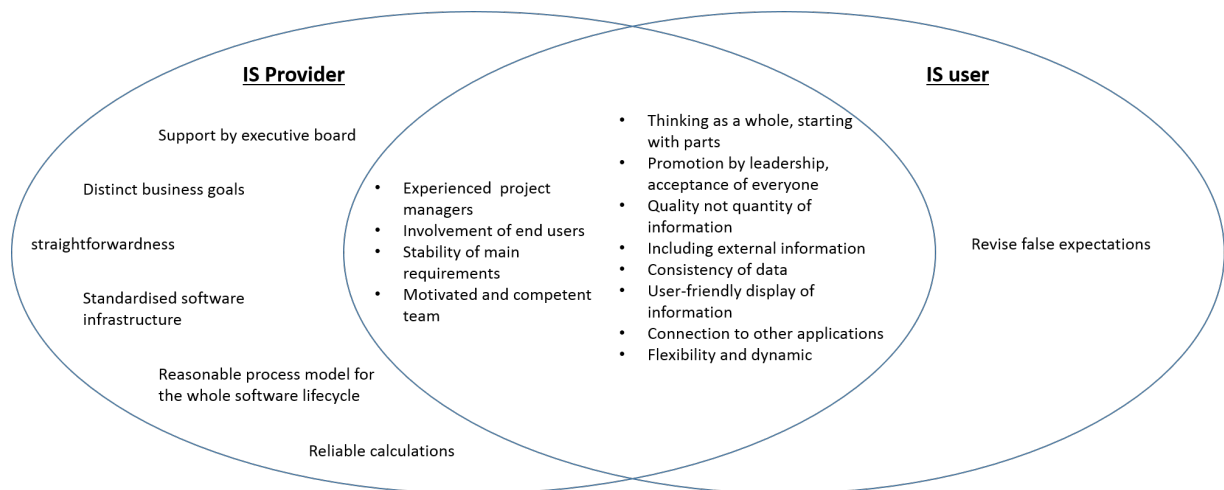 IS Provider
Support by executive board
Distinct business goals
straightforwardness
Standardised software
infrastructure
Reasonable process model for
the whole software lifecycle
Reliable calculations
• Experienced project
managers
• Involvement of end users
• Stability of main
requirements
• Motivated and competent
team
• Thinking as a whole, starting
with parts
• Promotion by leadership,
acceptance of everyone
• Quality not quantity of
information
• Including external information
• Consistency of data
• User-friendly display of
information
• Connection to other applications
• Flexibility and dynamic
IS user
Revise false expectations